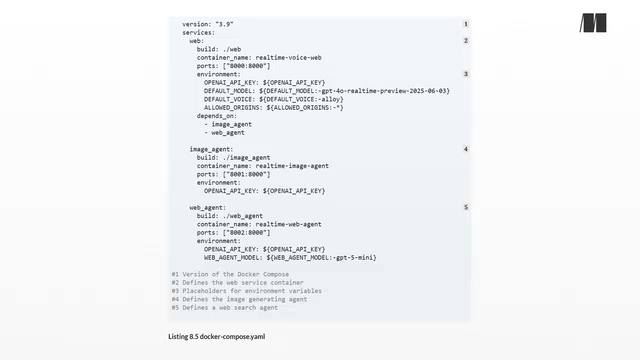 version: "3.9" 1
services:
web: 2
build: ./web
container_name: realtime-voice-web
ports: ["8000:8000"]
environment: 3
OPENAI_API_KEY: ${OPENAI_API_KEY}
DEFAULT_MODEL: ${DEFAULT_MODEL:-gpt-4o-realtime-preview-2025-06-03}
DEFAULT_VOICE: ${DEFAULT_VOICE:-alloy}
ALLOWED_ORIGINS: ${ALLOWED_ORIGINS:-*}
depends_on:
- image_agent
- web_agent
image_agent: 4
build: ./image_agent
container_name: realtime-image-agent
ports: ["8001:8000"]
environment:
OPENAI_API_KEY: ${OPENAI_API_KEY}
web_agent: 5
build: ./web_agent
container_name: realtime-web-agent
ports: ["8002:8000"]
environment:
OPENAI_API_KEY: ${OPENAI_API_KEY}
WEB_AGENT_MODEL: ${WEB_AGENT_MODEL:-gpt-5-mini}
#1 Version of the Docker Compose
#2 Defines the web service container
#3 Placeholders for environment variables
#4 Defines the image generating agent
#5 Defines a web search agent
Listing 8.5 docker-compose.yaml